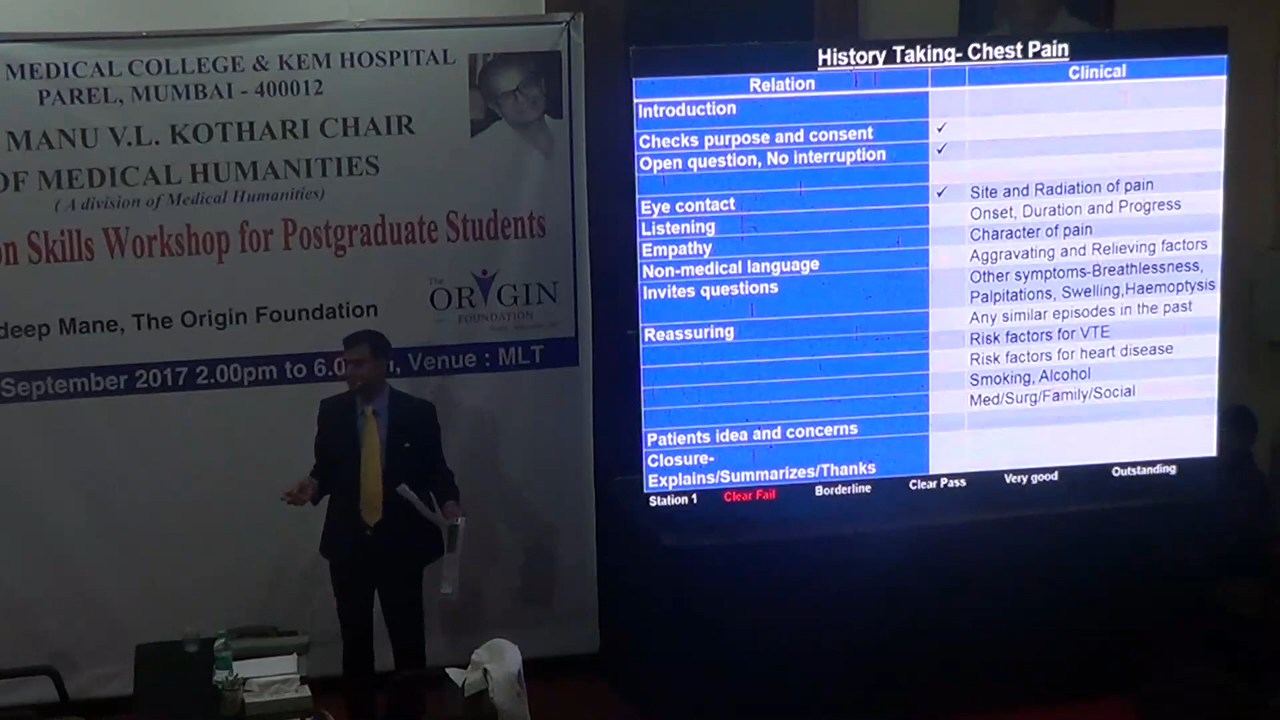 MEDICAL COLLEGE & KEM HOSPITAL
PAREL, MUMBAI - 400012
MANU V.L. KOTHARI CHAIR
OF MEDICAL HUMANITIES
( A division of Medical Humanities)
on Skills Workshop for Postgraduate Students
The
ORIGIN
FOUNDATION
deep Mane, The Origin Foundation
September 2017 2.00pm to 6.0 , Venue : MLT
History Taking- Chest Pain
Relation
Clinical
Introduction
Checks purpose and consent ✓
Open question, No interruption ✓
✓ Site and Radiation of pain
Eye contact
Onset, Duration and Progress
Listening
Character of pain
Empathy
Aggravating and Relieving factors
Non-medical language
Other symptoms-Breathlessness,
Invites questions
Palpitations, Swelling,Haemoptysis
Any similar episodes in the past
Reassuring
Risk factors for VTE
Risk factors for heart disease
Smoking, Alcohol
Med/Surg/Family/Social
Patients idea and concerns
Closure-
Explains/Summarizes/Thanks
Station 1 Clear Fail Borderline Clear Pass Very good Outstanding